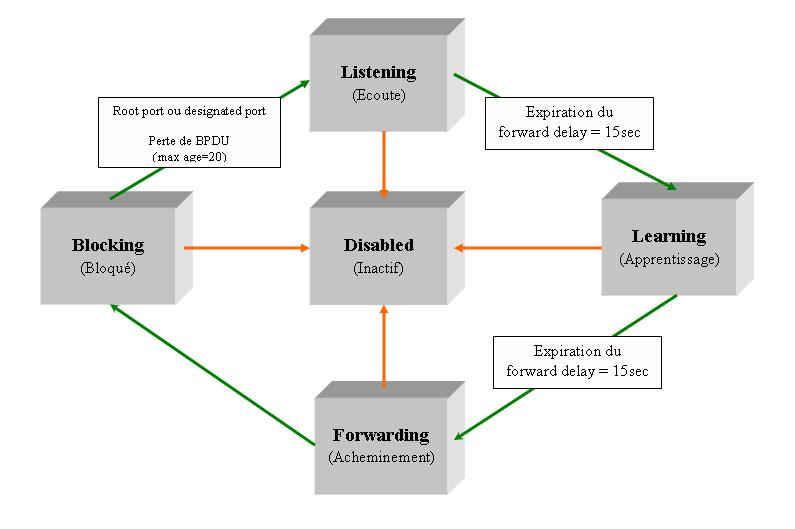 Listening
(Ecoute)
Root port ou designated port
Perte de BPDU
(max age=20)
Expiration du
forward delay = 15sec
Blocking
(Bloqué)
Disabled
(Inactif)
Learning
(Apprentissage)
Expiration du
forward delay = 15sec
Forwarding
(Acheminement)